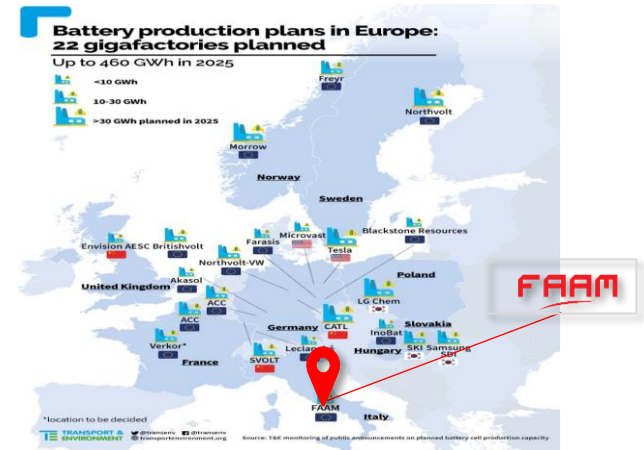 Battery production plans in Europe:
22 gigafactories planned
Up to 460 GWh in 2025
<10 GWh
10-30 GWh
>30 GWh planned in 2025
Freyr
Northvolt
Morrow
Norway
Sweden
Envision AESC
Britishvolt
Farasis
Microvast
Tesla
Blackstone Resources
Northvolt-VW
United Kingdom
Akasol
ACC
Poland
LG Chem
FAAM
ACC
Germany
CATL
InoBat
Slovakia
Verkor*
France
SVOLT
Hungary
SKI
Samsung
SDI
FAAM
Italy
*location to be decided
TRANSPORT &
ENVIRONMENT
@transenv
@transenv
transportenvironment.org
Source: T&E monitoring of public announcements on planned battery cell production capacity